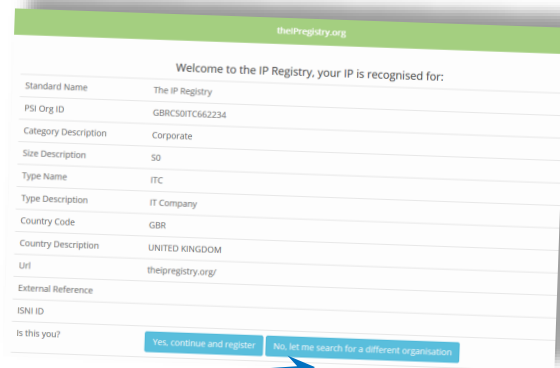 theIPregistry.org
Welcome to the IP Registry, your IP is recognised for:
Standard Name The IP Registry
PSI Org ID GBRCS0ITC662234
Category Description Corporate
Size Description S0
Type Name ITC
Type Description IT Company
Country Code GBR
Country Description UNITED KINGDOM
Url theipregistry.org/
External Reference
ISNI ID
Is this you? Yes, continue and register No, let me search for a different organisation